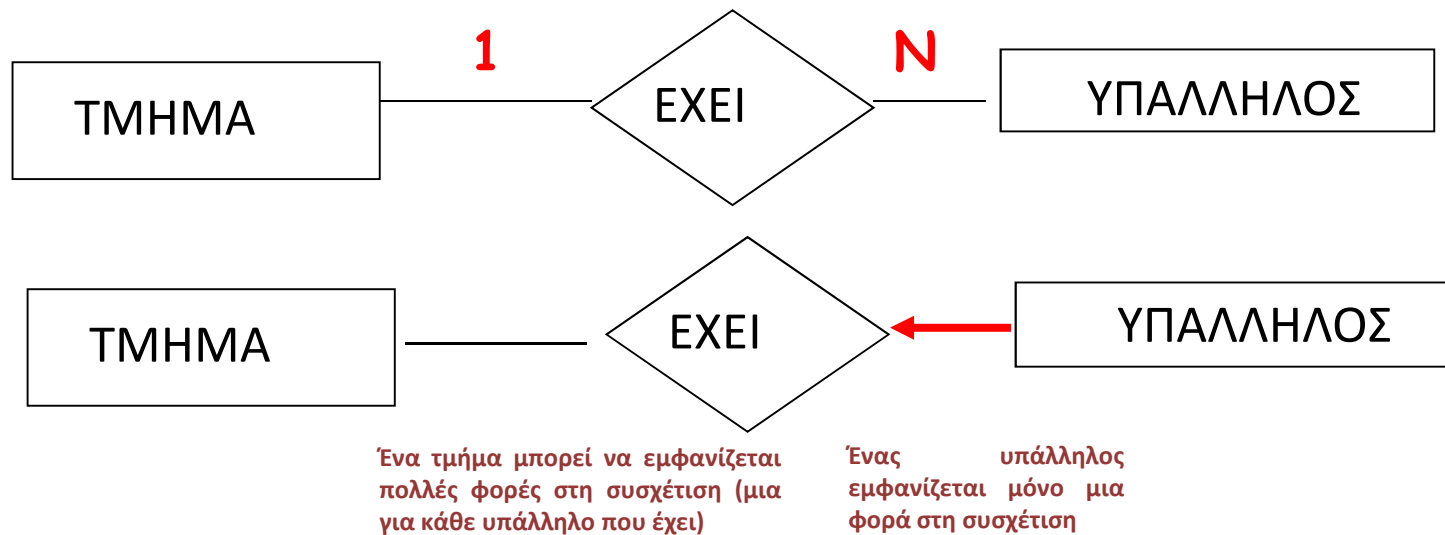 1
N
ΤΜΗΜΑ
ΕΧΕΙ
ΥΠΑΛΛΗΛΟΣ
ΤΜΗΜΑ
ΕΧΕΙ
ΥΠΑΛΛΗΛΟΣ
Ένα τμήμα μπορεί να εμφανίζεται
πολλές φορές στη συσχέτιση (μια
για κάθε υπάλληλο που έχει)
Ένας υπάλληλος
εμφανίζεται μόνο μια
φορά στη συσχέτιση